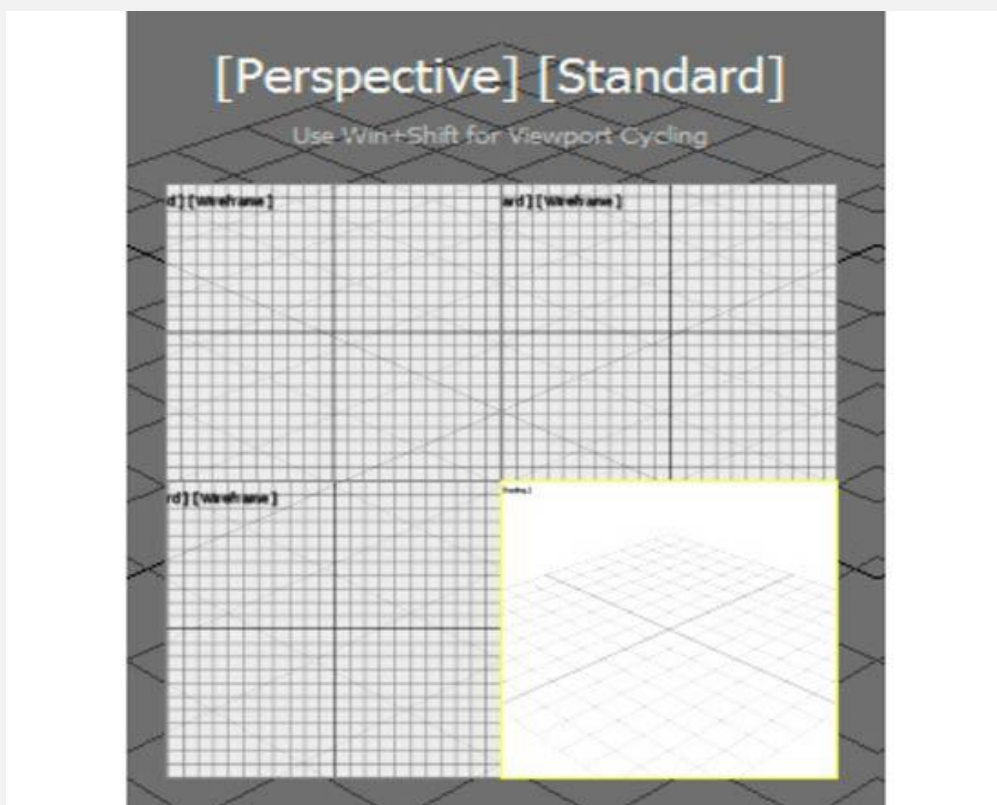 [Perspective] [Standard]
Use Win+Shift for Viewport Cycling
d ] [ Wireframe ]
ard ] [ Wireframe ]
rd ] [ Wireframe ]